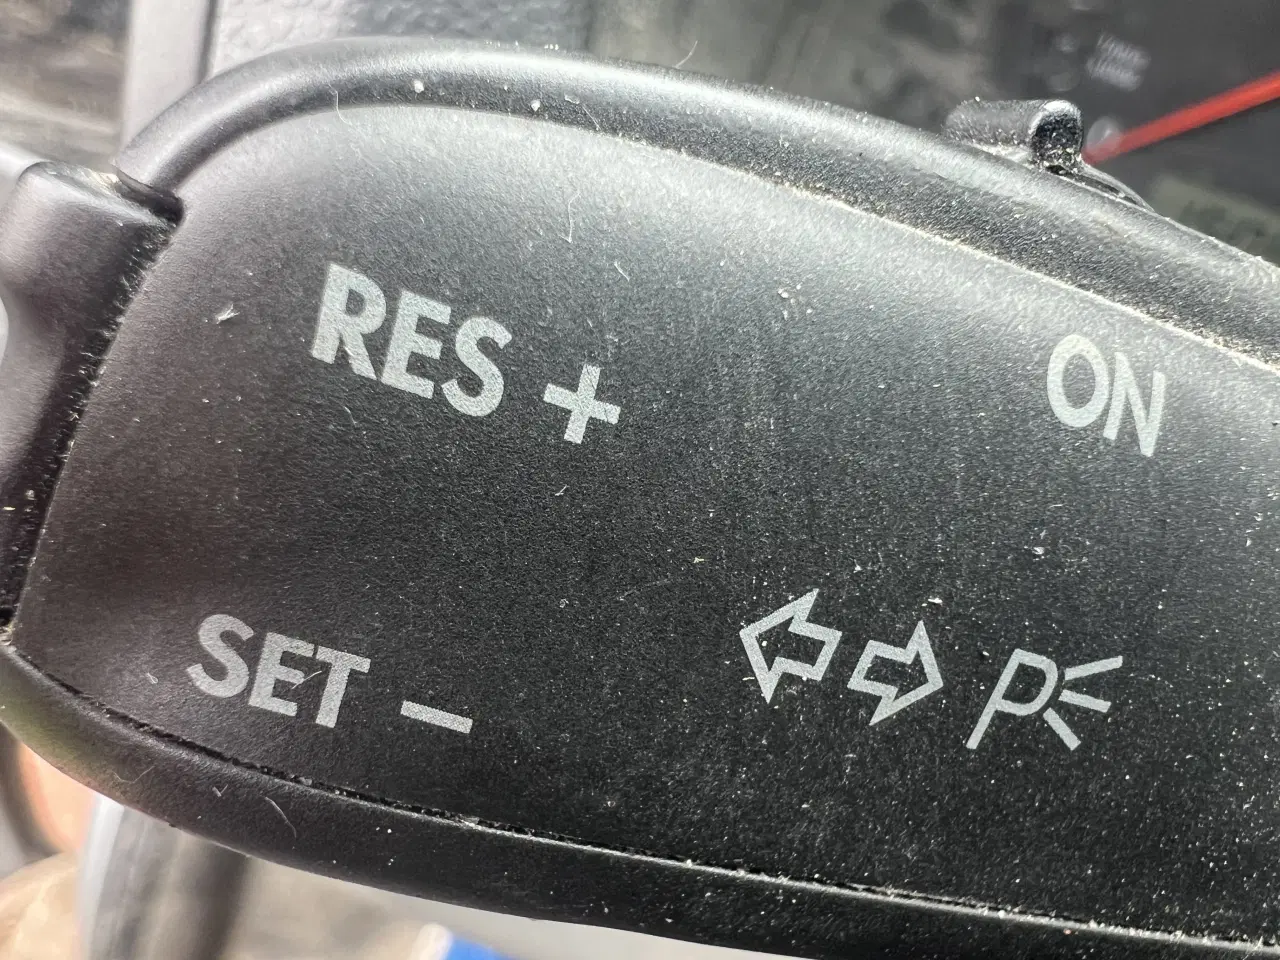 RES +
ON
SET –
P